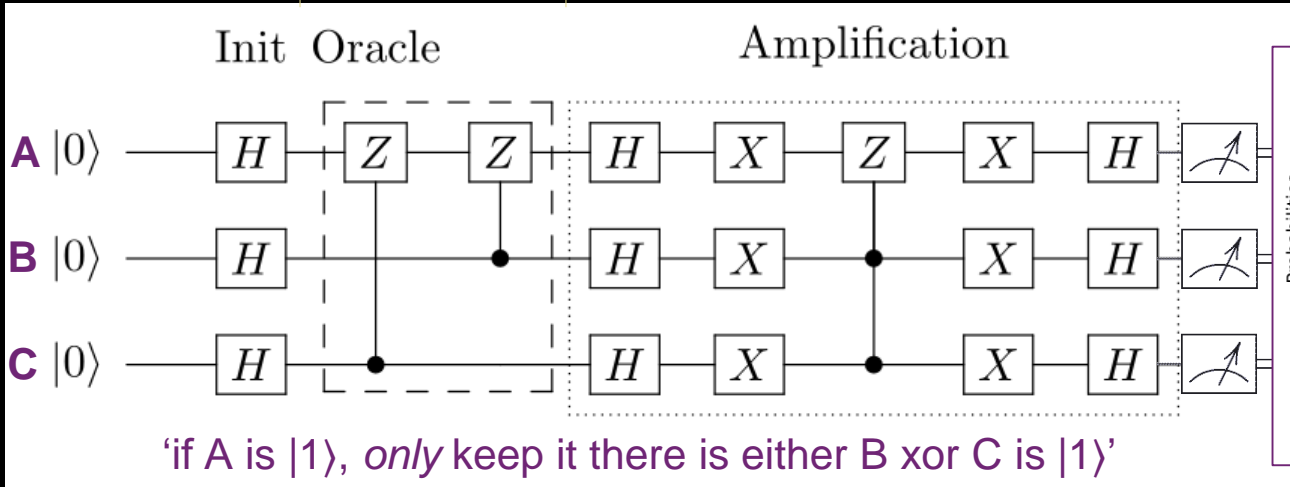 Init Oracle Amplification
A |0⟩ H Z Z H X Z X H
B |0⟩ H H X X H
C |0⟩ H H X X H
‘if A is |1⟩, only keep it there is either B xor C is |1⟩’